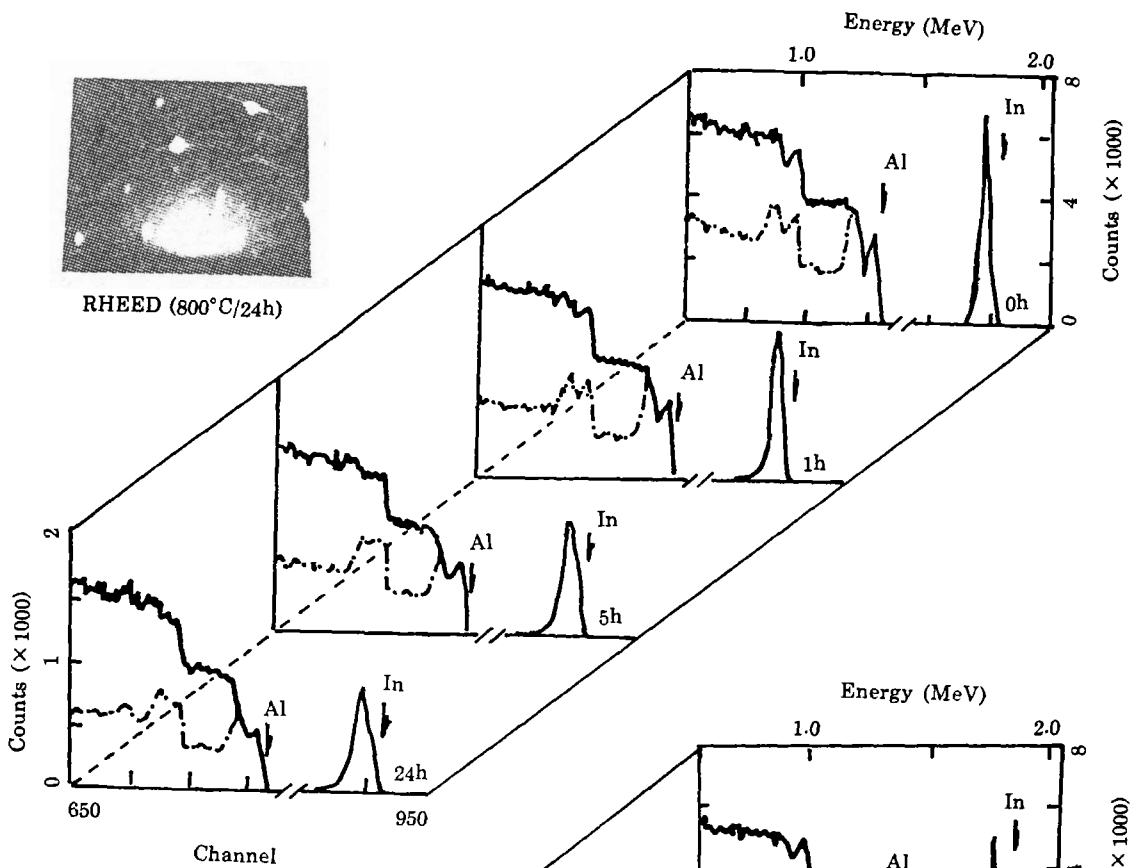 Energy (MeV)
1.0 2.0
8
In
Al
4
Counts (× 1000)
0h
0
RHEED (800°C/24h)
In
Al
1h
In
Al
5h
2
Counts (× 1000)
1
In
Al
24h
0
650 950
Channel
Energy (MeV)
1.0 2.0
8
In
Al
× 1000)